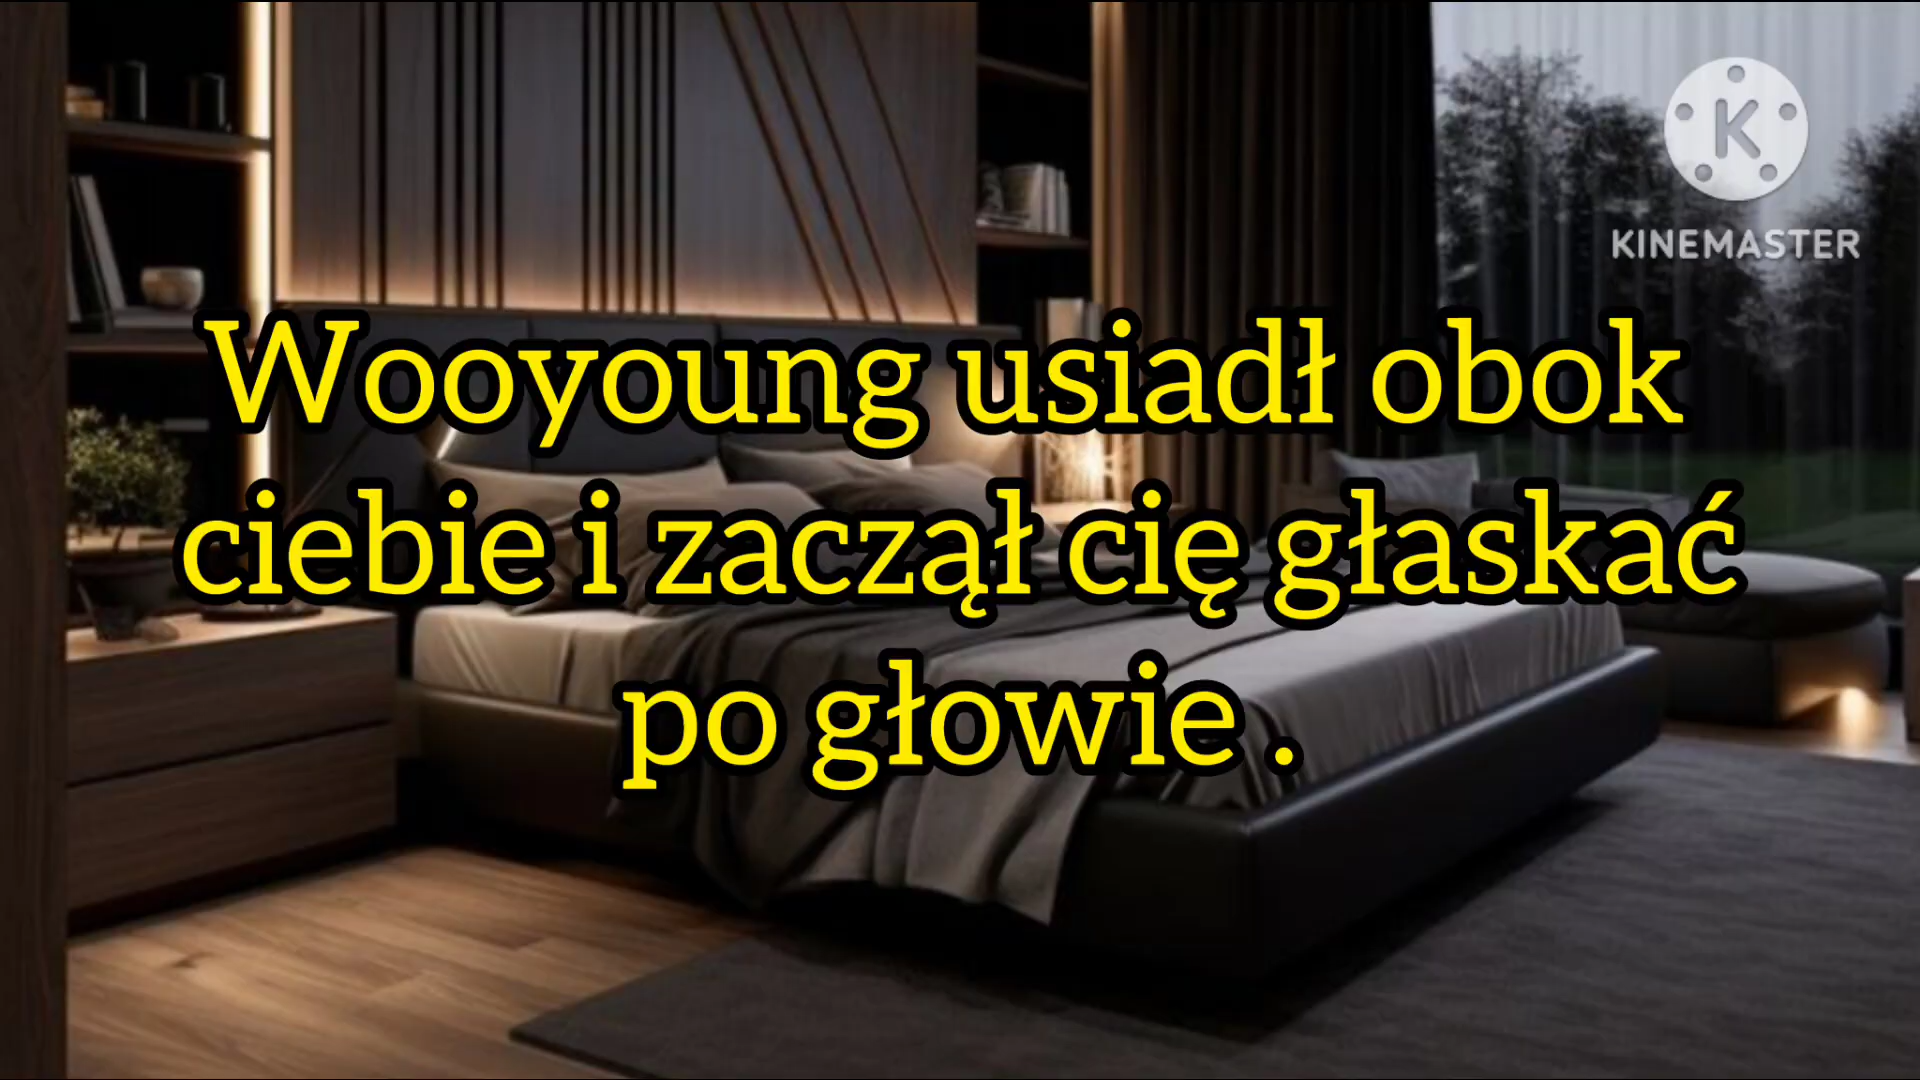 K
KINEMASTER
Wooyoung usiadł obok
ciebie i zaczął cię głaskać
po głowie .